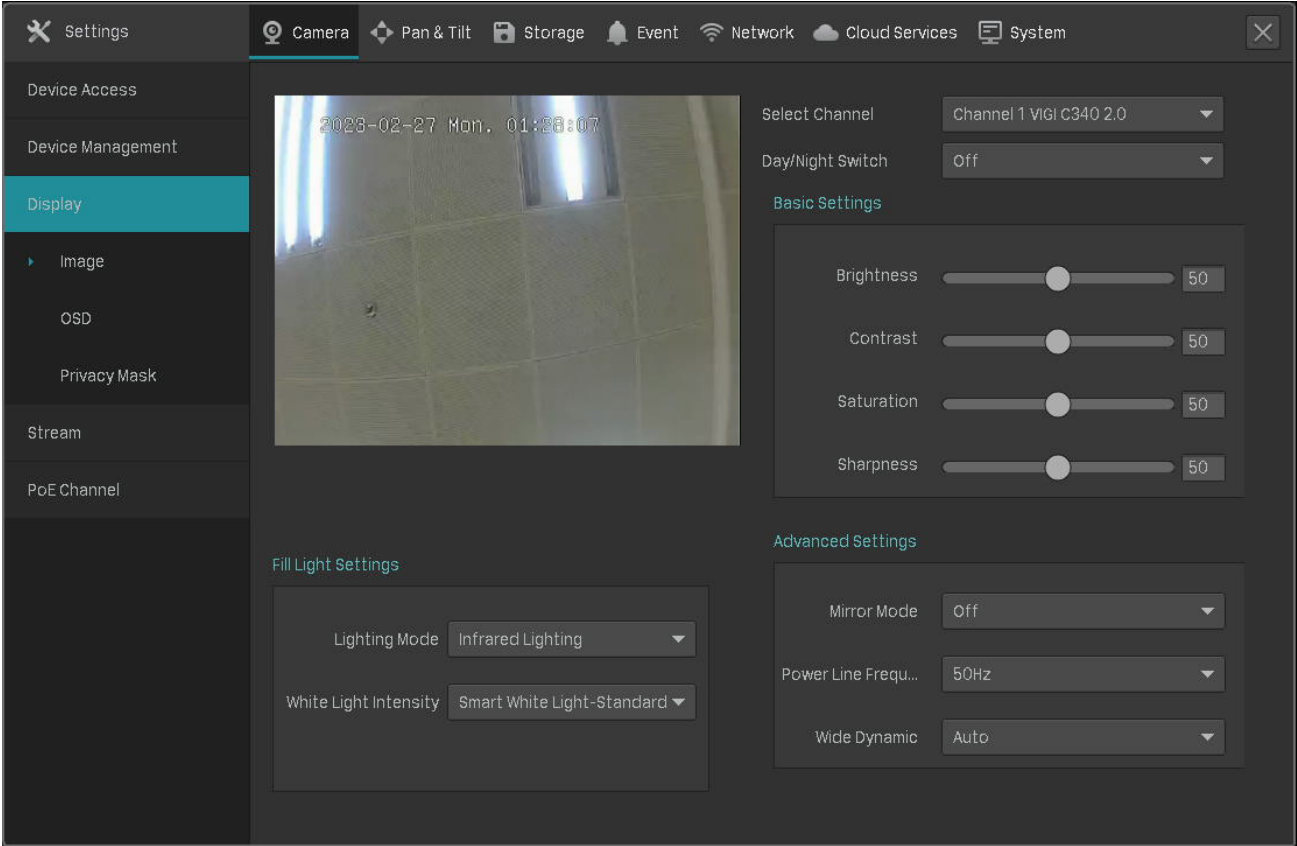 Settings
Camera
Pan & Tilt
Storage
Event
Network
Cloud Services
System
Device Access
Device Management
Display
Image
OSD
Privacy Mask
Stream
PoE Channel
2023-02-27 Mon. 01:28:07
Select Channel Channel 1 VIGI C340 2.0
Day/Night Switch Off
Basic Settings
Brightness 50
Contrast 50
Saturation 50
Sharpness 50
Fill Light Settings
Lighting Mode Infrared Lighting
White Light Intensity Smart White Light-Standard
Advanced Settings
Mirror Mode Off
Power Line Frequ... 50Hz
Wide Dynamic Auto